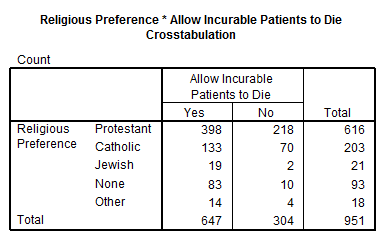 Religious Preference * Allow Incurable Patients to Die
Crosstabulation
Count
Allow Incurable
Patients to Die
Yes No Total
Religious Preference Protestant 398 218 616
Catholic 133 70 203
Jewish 19 2 21
None 83 10 93
Other 14 4 18
Total 647 304 951